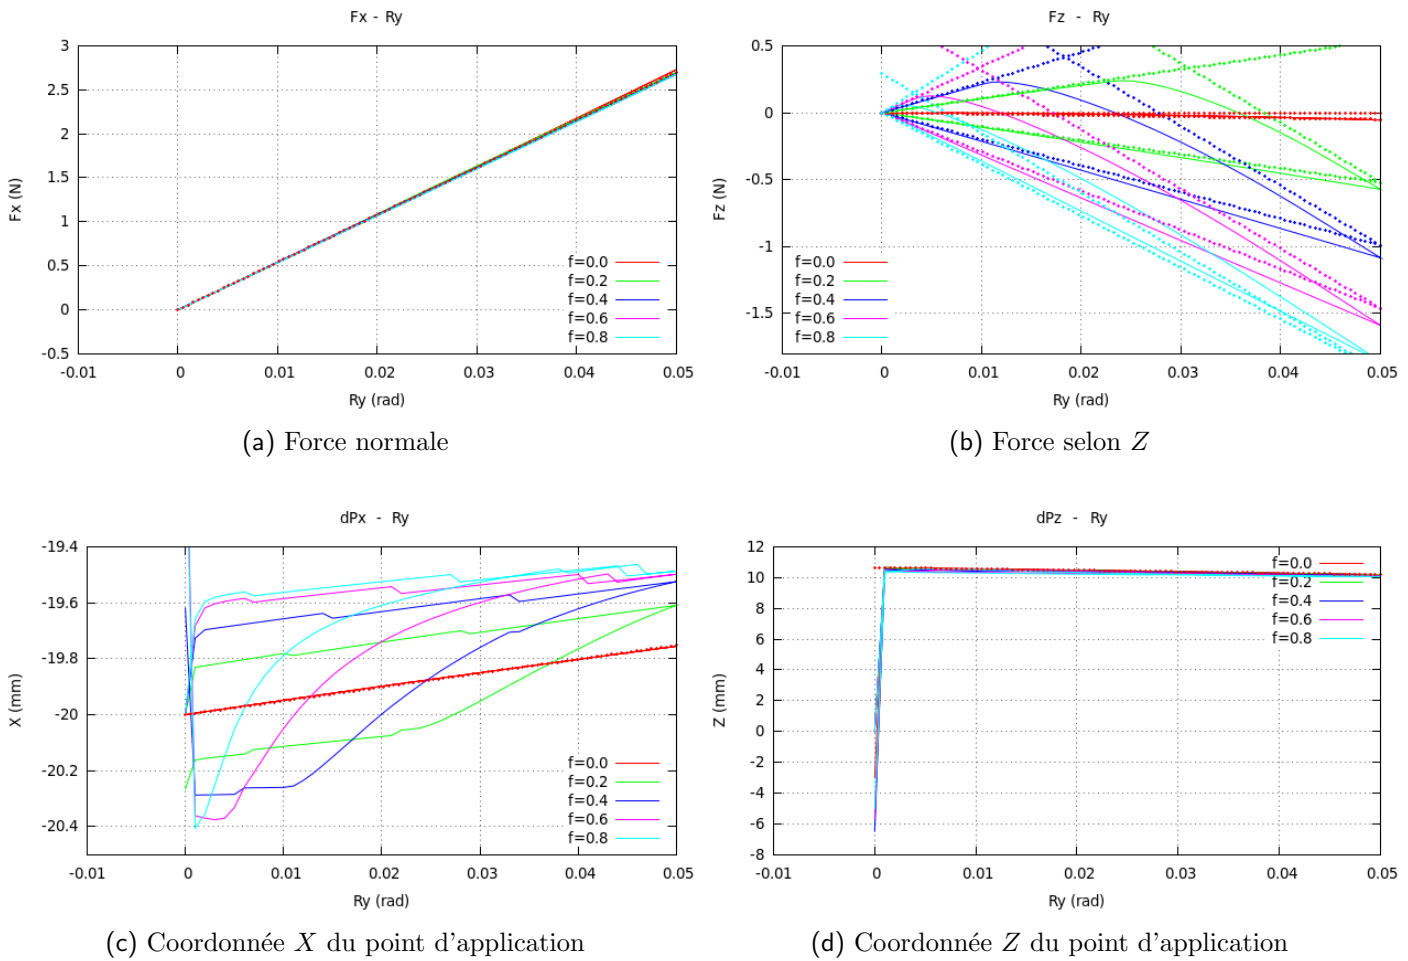 Fx - Ry
3
2.5
2
1.5
1
0.5
0
-0.5
Fx (N)
f=0.0
f=0.2
f=0.4
f=0.6
f=0.8
-0.01 0 0.01 0.02 0.03 0.04 0.05
Ry (rad)
(a) Force normale
Fz - Ry
0.5
0
-0.5
-1
-1.5
Fz (N)
f=0.0
f=0.2
f=0.4
f=0.6
f=0.8
-0.01 0 0.01 0.02 0.03 0.04 0.05
Ry (rad)
(b) Force selon Z
dPx - Ry
-19.4
-19.6
-19.8
-20
-20.2
-20.4
X (mm)
f=0.0
f=0.2
f=0.4
f=0.6
f=0.8
-0.01 0 0.01 0.02 0.03 0.04 0.05
Ry (rad)
(c) Coordonnée X du point d'application
dPz - Ry
12
10
8
6
4
2
0
-2
-4
-6
-8
Z (mm)
f=0.0
f=0.2
f=0.4
f=0.6
f=0.8
-0.01 0 0.01 0.02 0.03 0.04 0.05
Ry (rad)
(d) Coordonnée Z du point d'application